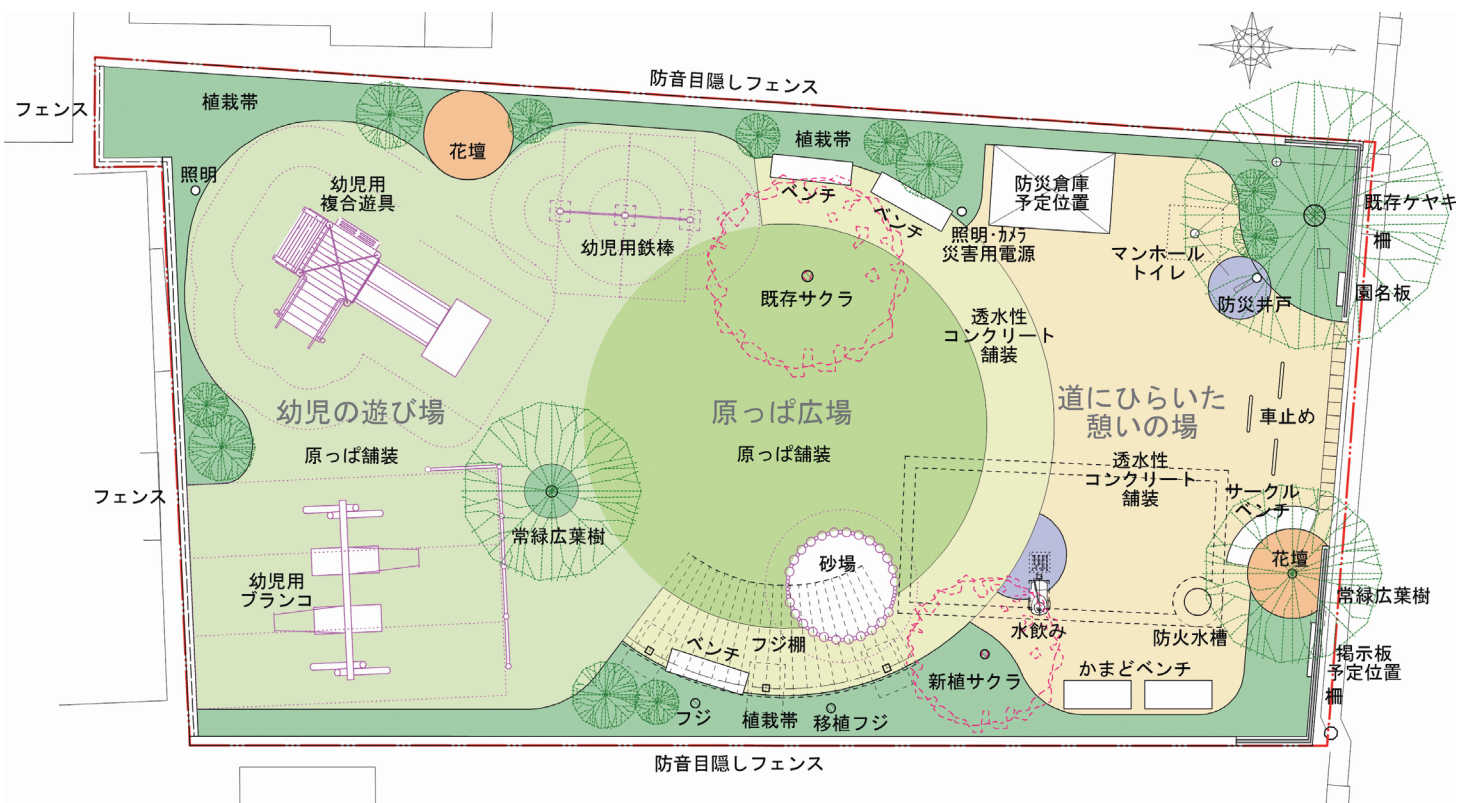 防音目隠しフェンス
フェンス
植栽帯
花壇
植栽帯
照明
幼児用
複合遊具
幼児用鉄棒
ベンチ
ベンチ
照明・カメラ
災害用電源
防災倉庫
予定位置
マンホール
トイレ
既存ケヤキ
柵
防災井戸
園名板
既存サクラ
透水性
コンクリート
舗装
幼児の遊び場
原っぱ舗装
原っぱ広場
原っぱ舗装
道にひらいた
憩いの場
車止め
透水性
コンクリート
舗装
サークル
ベンチ
フェンス
常緑広葉樹
幼児用
ブランコ
砂場
花壇
常緑広葉樹
水飲み
防火水槽
ベンチ
フジ棚
新植サクラ
かまどベンチ
掲示板
予定位置
柵
フジ
植栽帯
移植フジ
防音目隠しフェンス